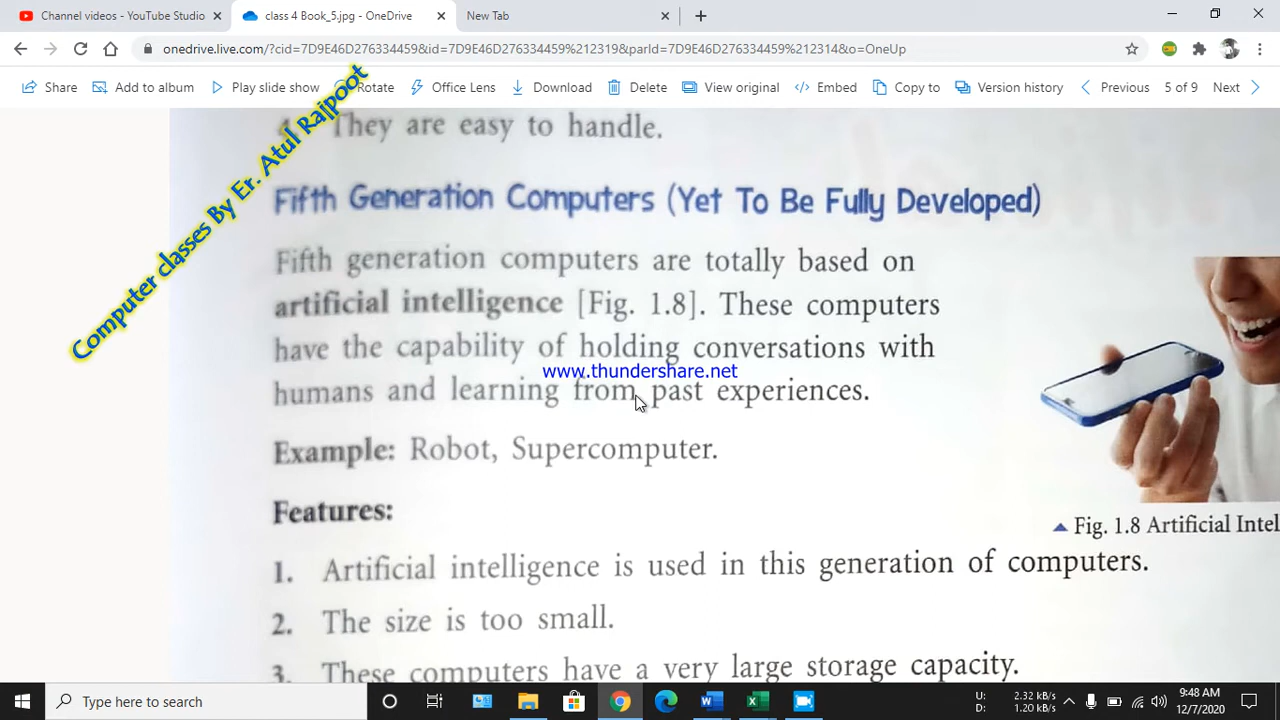 Channel videos - YouTube Studio
class 4 Book_5.jpg - OneDrive
New Tab
onedrive.live.com/?cid=7D9E46D276334459&id=7D9E46D276334459%212319&parId=7D9E46D276334459%212314&o=OneUp
Share Add to album Play slide show Rotate Office Lens Download Delete View original Embed Copy to Version history Previous 5 of 9 Next
Computer classes By Er. Atul Rajpoot
4. They are easy to handle.
Fifth Generation Computers (Yet To Be Fully Developed)
Fifth generation computers are totally based on
artificial intelligence [Fig. 1.8]. These computers
have the capability of holding conversations with
www.thundershare.net
humans and learning from past experiences.
Example: Robot, Supercomputer.
Features:
Fig. 1.8 Artificial Intel
1. Artificial intelligence is used in this generation of computers.
2. The size is too small.
3. These computers have a very large storage capacity.
Type here to search
U: 2.32 kB/s
D: 1.20 kB/s
9:48 AM
12/7/2020